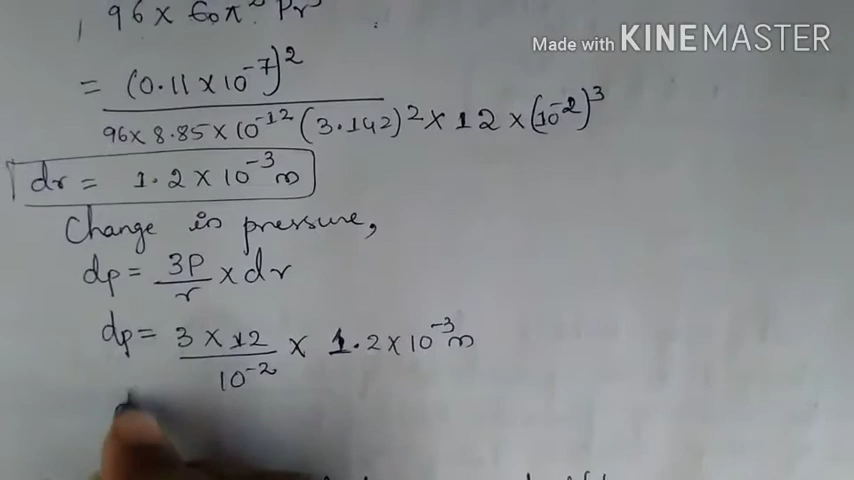 96 × ε₀π² Pr
Made with KINEMASTER
= (0.11 × 10⁻⁷)²
96 × 8.85 × 10⁻¹² (3.142)² × 12 × (10⁻²)³
dr = 1.2 × 10⁻³ m
Change in pressure,
dp = 3P/r × dr
dp = 3 × 12/10⁻² × 1.2 × 10⁻³ m